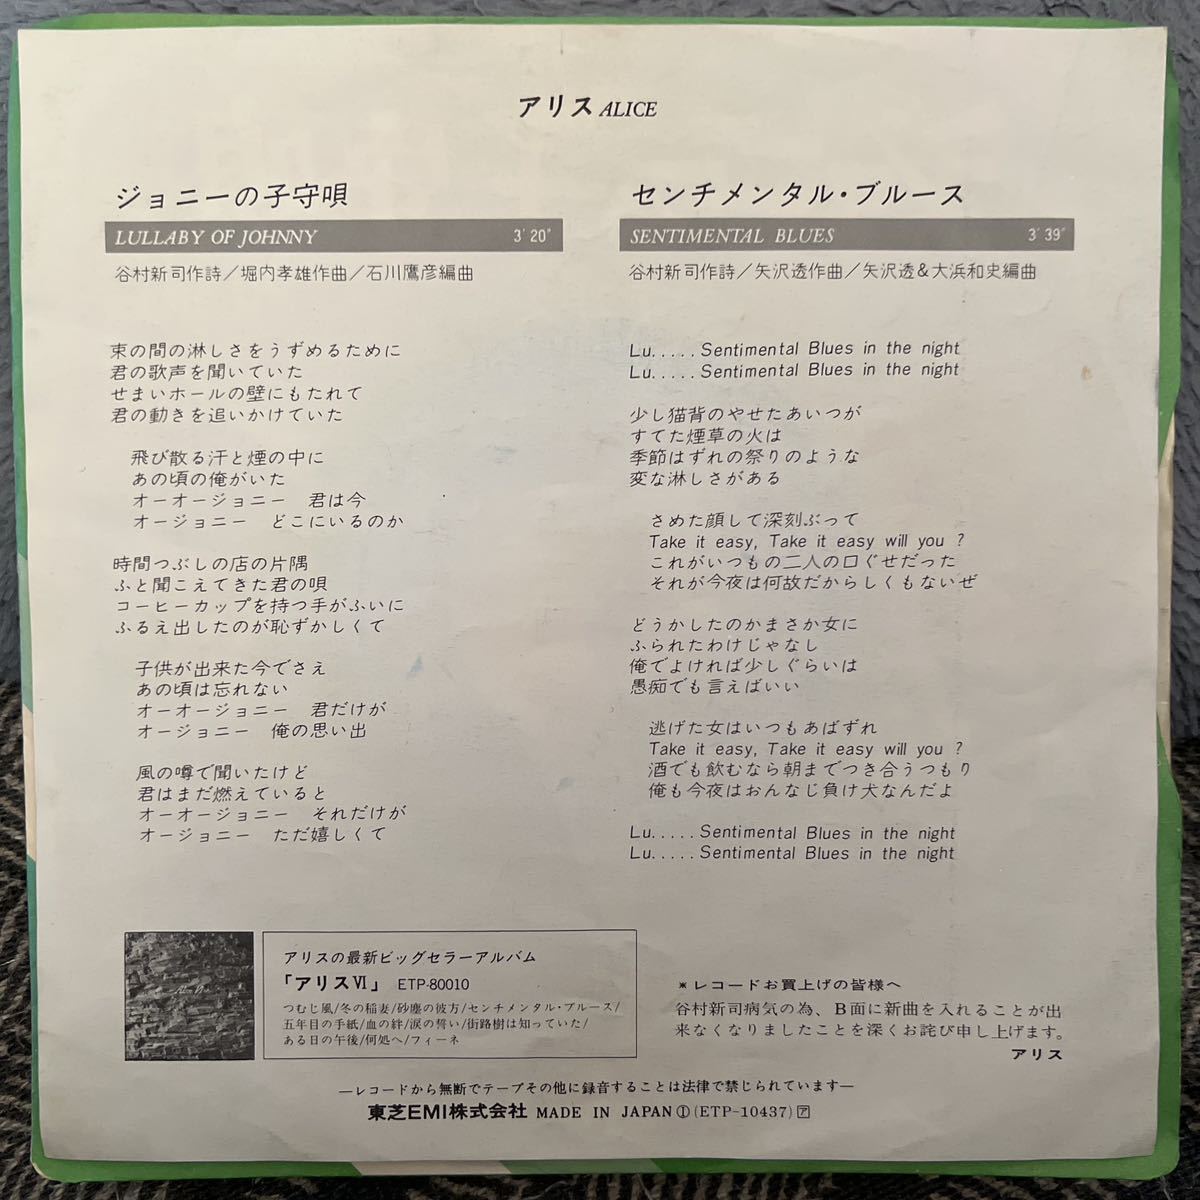 アリス ALICE
ジョニーの子守唄
LULLABY OF JOHNNY 3'20"
谷村新司作詩／堀内孝雄作曲／石川鷹彦編曲
束の間の淋しさをうずめるために
君の歌声を聞いていた
せまいホールの壁にもたれて
君の動きを追いかけていた
飛び散る汗と煙の中に
あの頃の俺がいた
オーオージョニー　君は今
オージョニー　どこにいるのか
時間つぶしの店の片隅
ふと聞こえてきた君の唄
コーヒーカップを持つ手がふいに
ふるえ出したのが恥ずかしくて
子供が出来た今でさえ
あの頃は忘れない
オーオージョニー　君だけが
オージョニー　俺の思い出
風の噂で聞いたけど
君はまだ燃えていると
オーオージョニー　それだけが
オージョニー　ただ嬉しくて
センチメンタル・ブルース
SENTIMENTAL BLUES 3'39"
谷村新司作詩／矢沢透作曲／矢沢透&大浜和史編曲
Lu.....Sentimental Blues in the night
Lu.....Sentimental Blues in the night
少し猫背のやせたあいつが
すてた煙草の火は
季節はずれの祭りのような
変な淋しさがある
さめた顔して深刻ぶって
Take it easy, Take it easy will you ?
これがいつもの二人の口ぐせだった
それが今夜は何故だからしくもないぜ
どうかしたのかまさか女に
ふられたわけじゃなし
俺でよければ少しぐらいは
愚痴でも言えばいい
逃げた女はいつもあばずれ
Take it easy, Take it easy will you ?
酒でも飲むなら朝までつき合うつもり
俺も今夜はおんなじ負け犬なんだよ
Lu.....Sentimental Blues in the night
Lu.....Sentimental Blues in the night
アリスの最新ビッグセラーアルバム
「アリスⅥ」 ETP-80010
つむじ風/冬の稲妻/砂塵の彼方/センチメンタル・ブルース/
五年目の手紙/血の絆/涙の誓い/街路樹は知っていた/
ある日の午後/何処へ/フィーネ
＊レコードお買上げの皆様へ
谷村新司病気の為、B面に新曲を入れることが出
来なくなりましたことを深くお詫び申し上げます。
アリス
—レコードから無断でテープその他に録音することは法律で禁じられています—
東芝EMI株式会社 MADE IN JAPAN Ⓘ (ETP-10437) ア